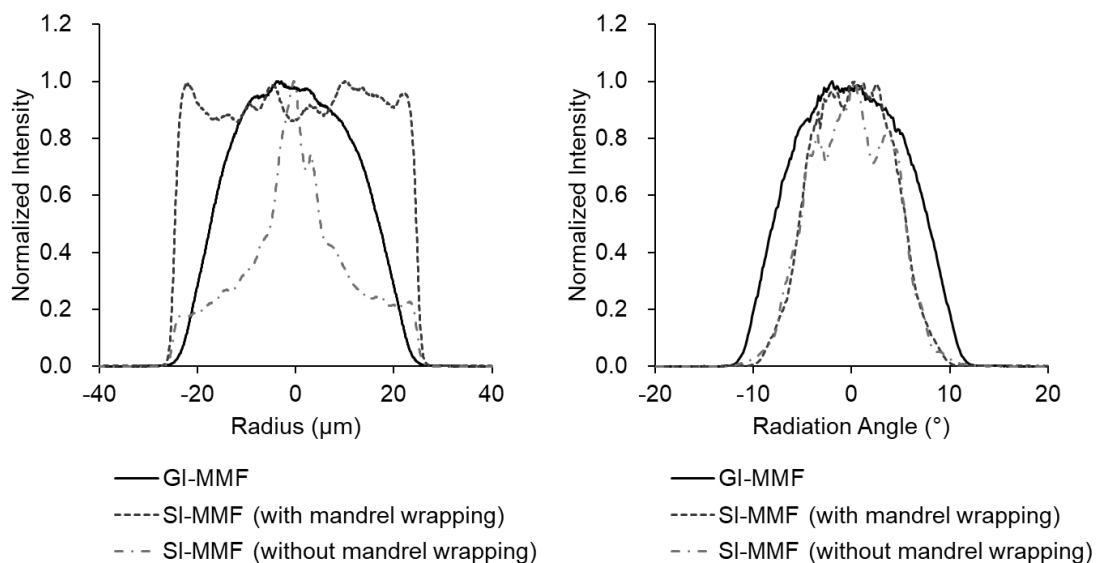 1.2
1.0
0.8
0.6
0.4
0.2
0.0
Normalized Intensity
-40
-20
0
20
40
Radius (µm)
GI-MMF
SI-MMF (with mandrel wrapping)
SI-MMF (without mandrel wrapping)
1.2
1.0
0.8
0.6
0.4
0.2
0.0
Normalized Intensity
-20
-10
0
10
20
Radiation Angle (°)
GI-MMF
SI-MMF (with mandrel wrapping)
SI-MMF (without mandrel wrapping)